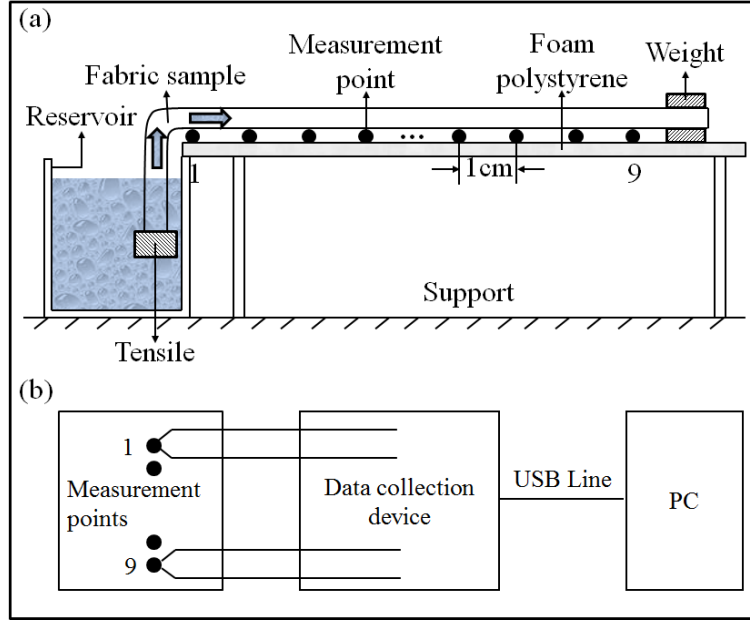 (a)
Measurement
point
Foam
polystyrene
Weight
Fabric sample
Reservoir
...
1
1cm
9
Support
Tensile
(b)
1
Measurement
points
9
Data collection
device
USB Line
PC